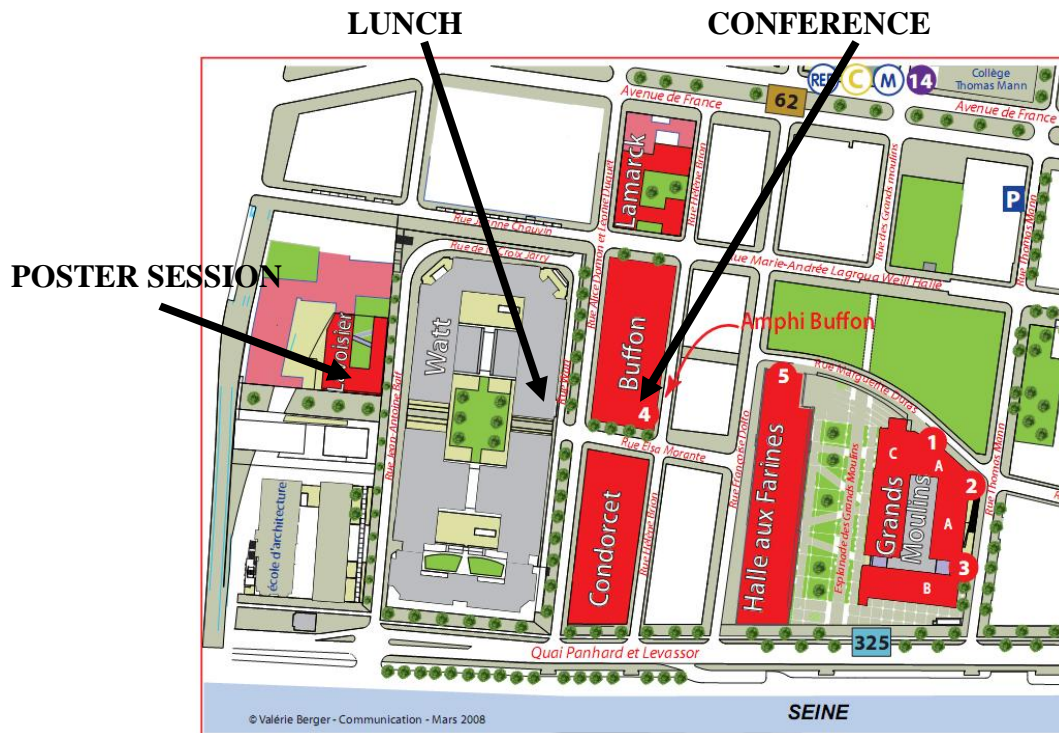 LUNCH
CONFERENCE
RER C M 14
Collège
Thomas Mann
Avenue de France
62
Avenue de France
Lamarck
Rue Hélène Brion
Rue Alice Domon et Léonie Duquet
Rue des Grands moulins
P
Rue Thomas Mann
Rue Jeanne Chauvin
Rue de la Croix Jarry
Rue Marie-Andrée Lagroua Weill Hallé
POSTER SESSION
Lavoisier
Watt
Rue Watt
Buffon
4
Amphi Buffon
Rue Marguerite Duras
5
Rue Jean-Antoine Baïf
Rue Elsa Morante
Rue Françoise Dolto
Rue Thomas Mann
1
C
A
2
A
3
B
Grands
Moulins
Halle aux Farines
Esplanade des Grands Moulins
Condorcet
Rue Hélène Brion
école d'architecture
Quai Panhard et Levassor
325
SEINE
© Valérie Berger - Communication - Mars 2008